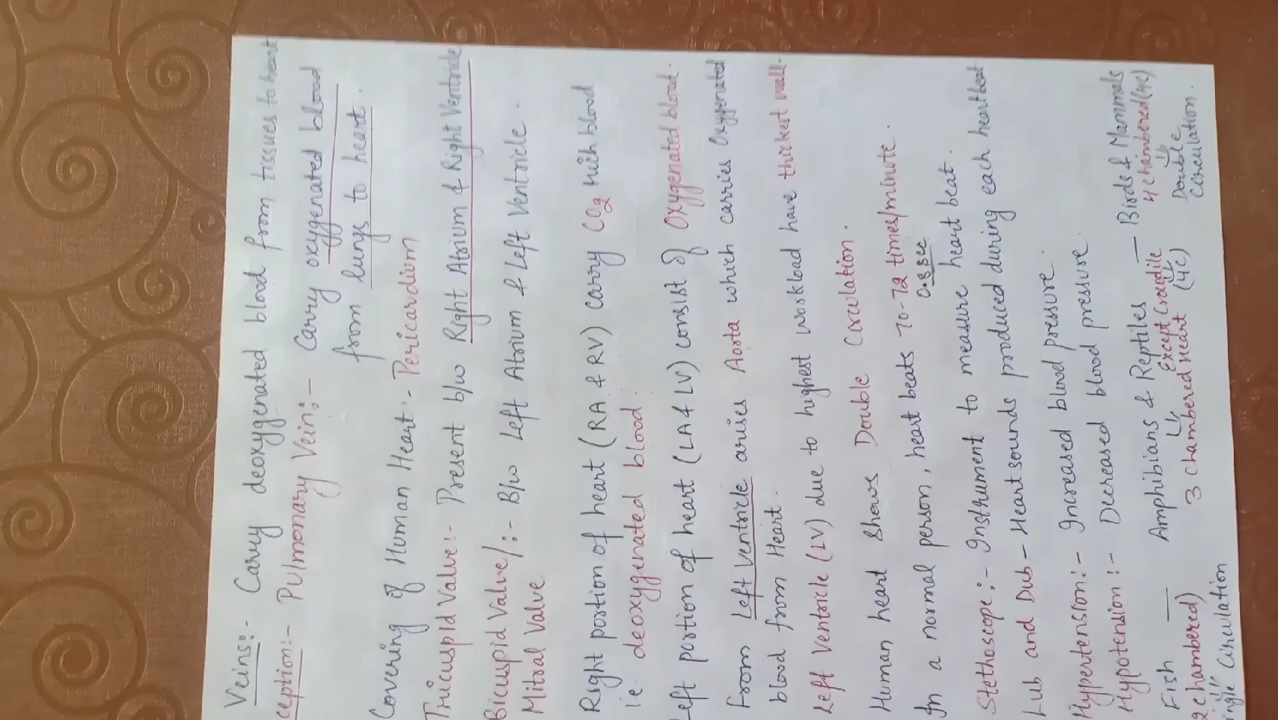 Veins:- Carry deoxygenated blood from tissues to heart
ception:- Pulmonary Vein:- Carry oxygenated blood
from lungs to heart.
Covering of Human Heart:- Pericardium
Tricuspid Valve:- Present b/w Right Atrium & Right Ventricle
Bicuspid Valve/:- B/w Left Atrium & Left Ventricle.
Mitral Valve
Right portion of heart (RA & RV) carry CO2 rich blood
i.e. deoxygenated blood.
Left portion of heart (LA & LV) consist of Oxygenated blood.
From Left Ventricle arises Aorta which carries Oxygenated
blood from Heart.
Left Ventricle (LV) due to highest workload have thickest wall.
Human heart shows Double Circulation.
In a normal person, heart beats 70-72 times/minute.
0.8 sec
Stethoscope:- Instrument to measure heart beat.
Lub and Dub - Heart sounds produced during each heart beat
Hypertension:- Increased blood pressure.
Hypotension:- Decreased blood pressure.
Fish — Amphibians & Reptiles — Birds & Mammals
chambered) 3 chambered Heart Except Crocodile (4C) 4 chambered (4C)
Circulation Double Circulation.